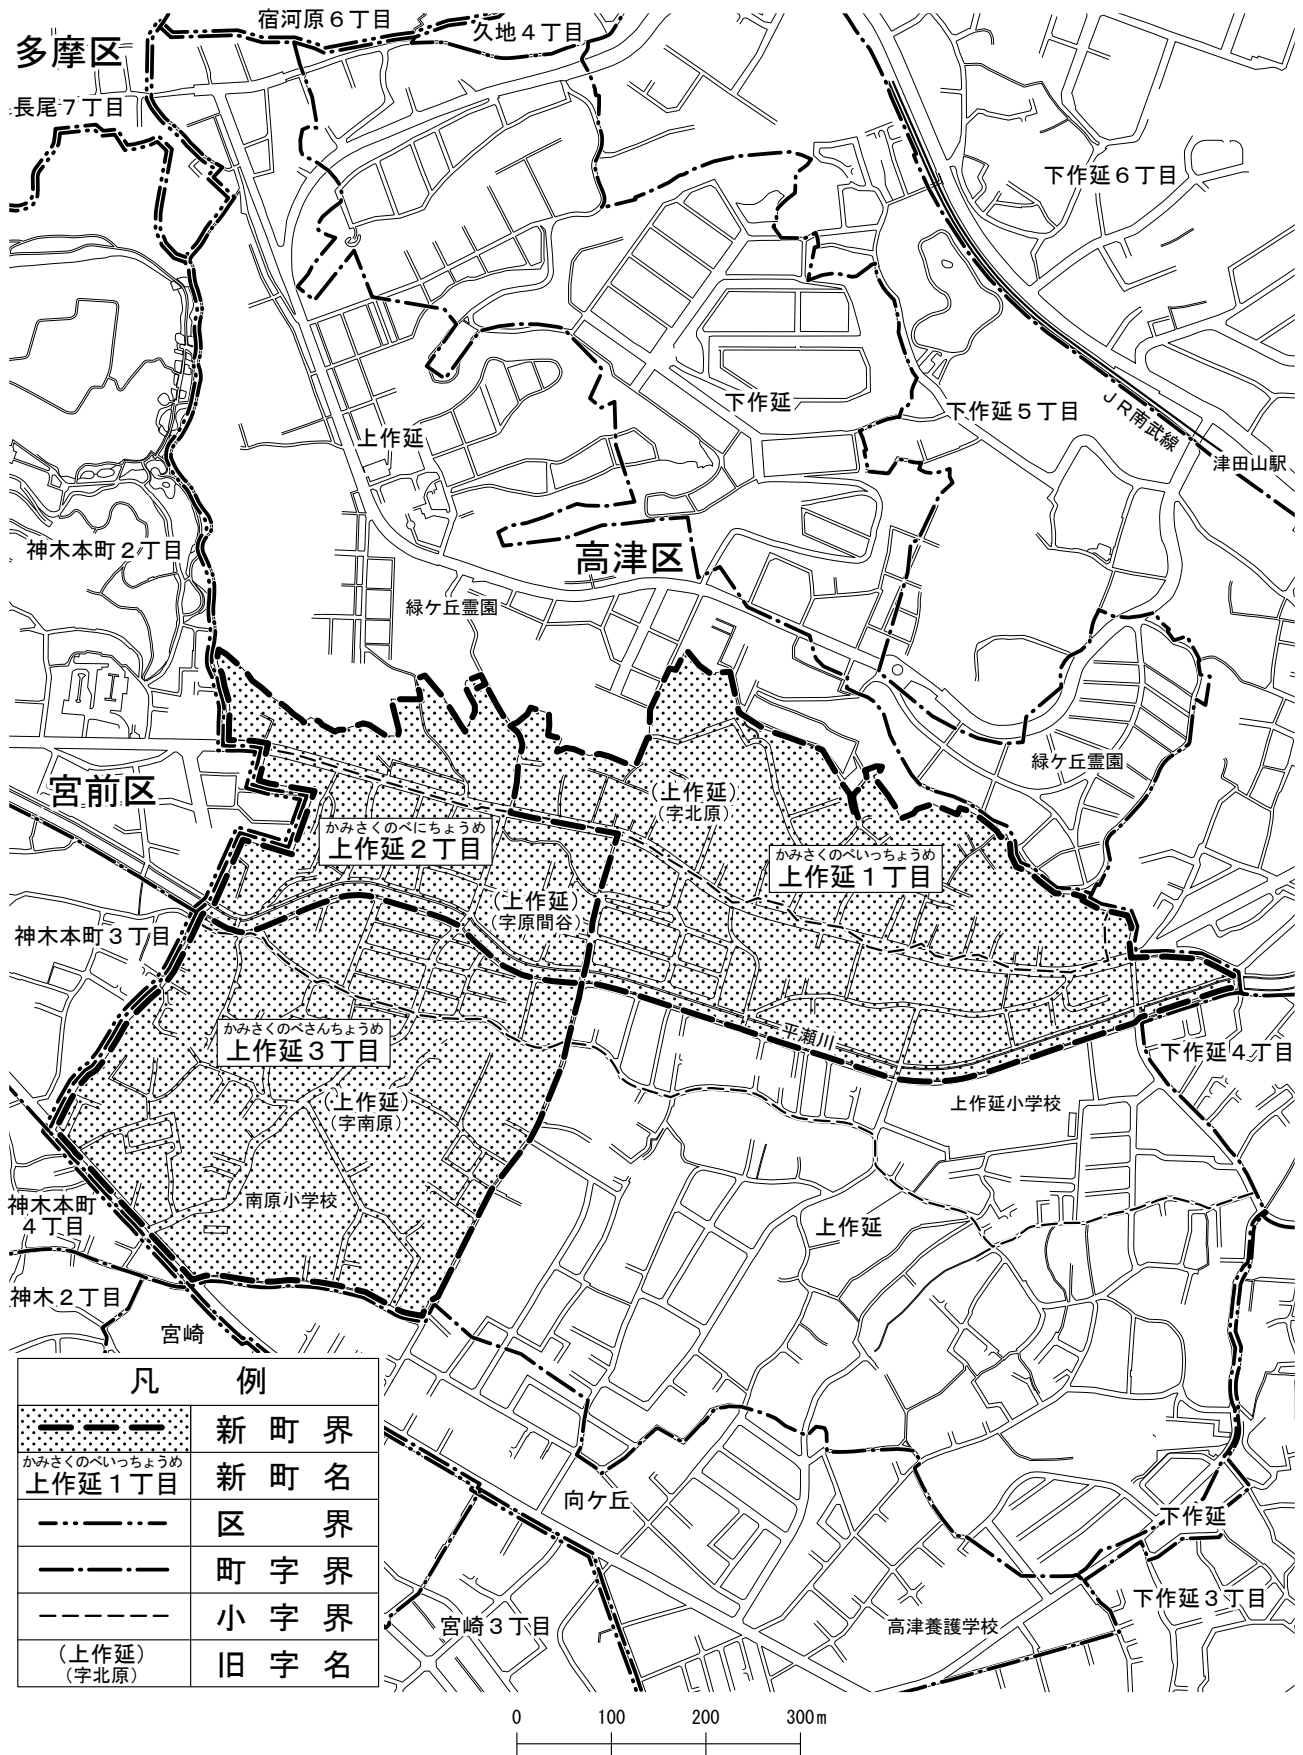 宿河原６丁目
久地４丁目
多摩区
長尾７丁目
下作延６丁目
下作延
下作延５丁目
ＪＲ南武線
津田山駅
上作延
神木本町２丁目
高津区
緑ケ丘霊園
緑ケ丘霊園
宮前区
(上作延)
(字北原)
かみさくのべにちょうめ
上作延２丁目
かみさくのべいっちょうめ
上作延１丁目
(上作延)
(字原間谷)
神木本町３丁目
かみさくのべさんちょうめ
上作延３丁目
平瀬川
下作延４丁目
上作延小学校
(上作延)
(字南原)
南原小学校
神木本町
４丁目
上作延
神木２丁目
宮崎
凡例
新町界
かみさくのべいっちょうめ
上作延１丁目
新町名
区界
町字界
小字界
(上作延)
(字北原)
旧字名
向ケ丘
下作延
下作延３丁目
宮崎３丁目
高津養護学校
0 100 200 300m